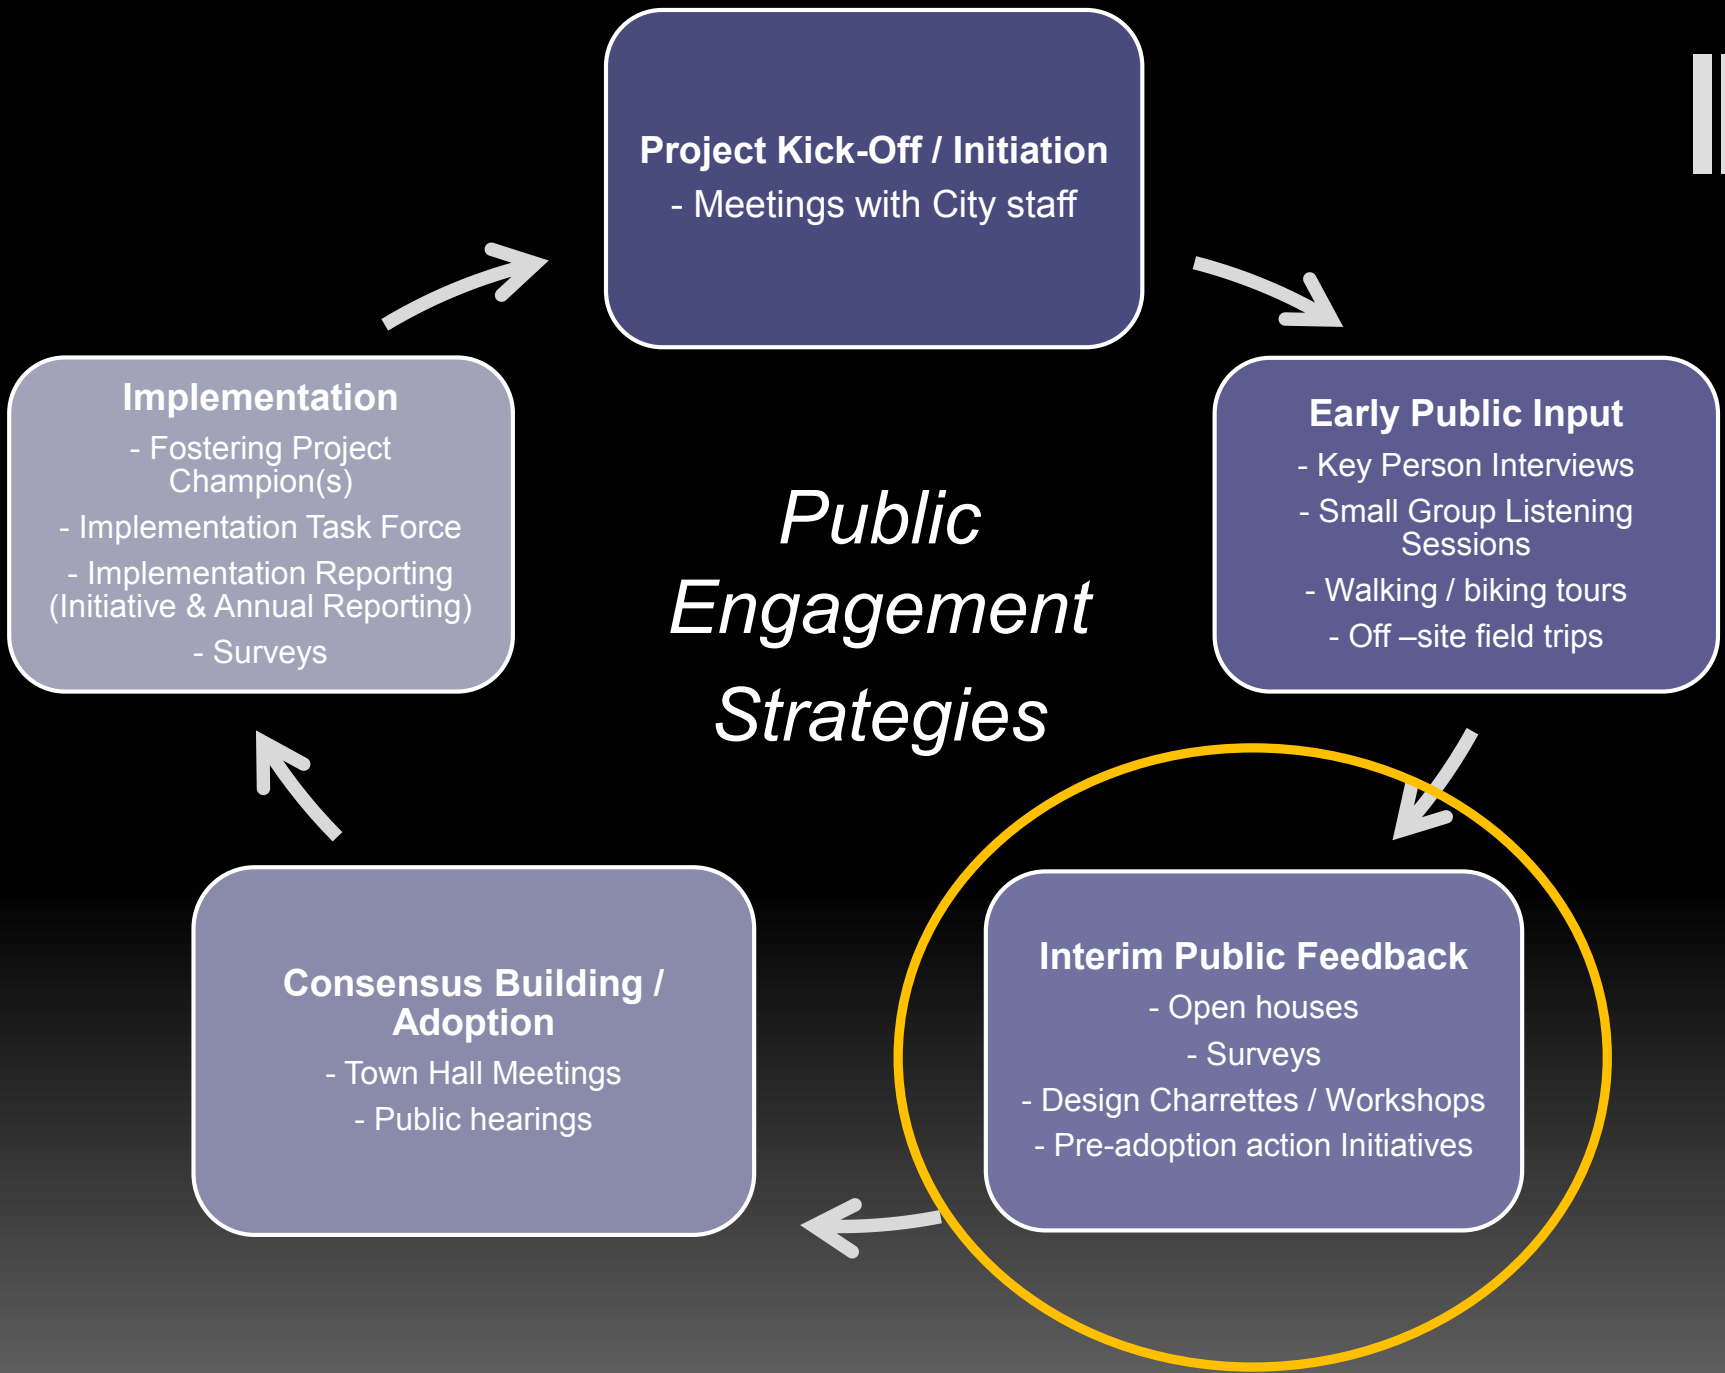 Project Kick-Off / Initiation
- Meetings with City staff
Early Public Input
- Key Person Interviews
- Small Group Listening
Sessions
- Walking / biking tours
- Off –site field trips
Interim Public Feedback
- Open houses
- Surveys
- Design Charrettes / Workshops
- Pre-adoption action Initiatives
Consensus Building /
Adoption
- Town Hall Meetings
- Public hearings
Implementation
- Fostering Project
Champion(s)
- Implementation Task Force
- Implementation Reporting
(Initiative & Annual Reporting)
- Surveys
Public
Engagement
Strategies